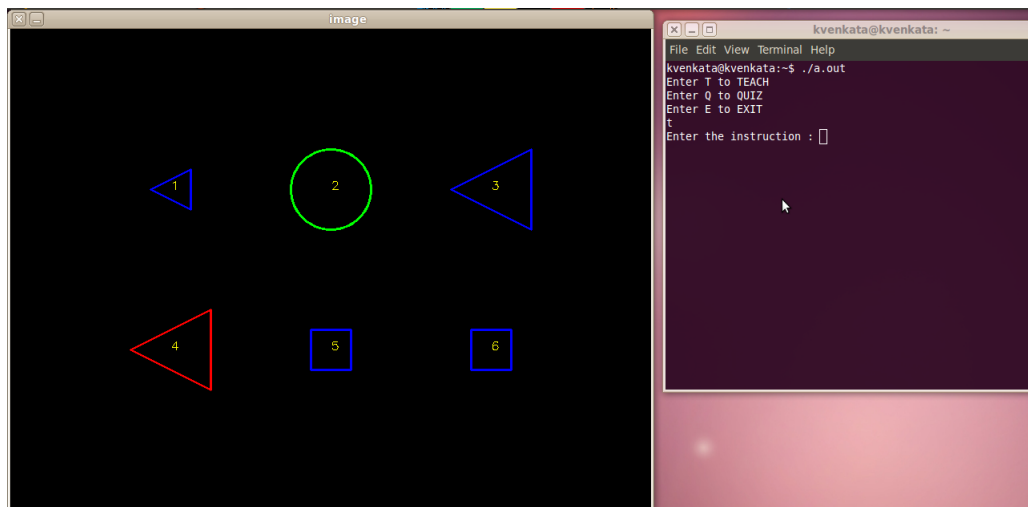 image
1
2
3
4
5
6
kvenkata@kvenkata: ~
File Edit View Terminal Help
kvenkata@kvenkata:~$ ./a.out
Enter T to TEACH
Enter Q to QUIZ
Enter E to EXIT
t
Enter the instruction :